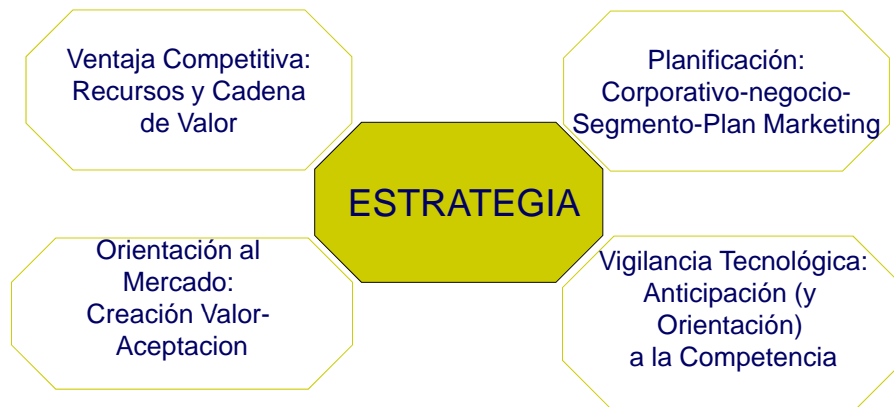 Ventaja Competitiva:
Recursos y Cadena
de Valor
Planificación:
Corporativo-negocio-
Segmento-Plan Marketing
ESTRATEGIA
Orientación al
Mercado:
Creación Valor-
Aceptacion
Vigilancia Tecnológica:
Anticipación (y
Orientación)
a la Competencia